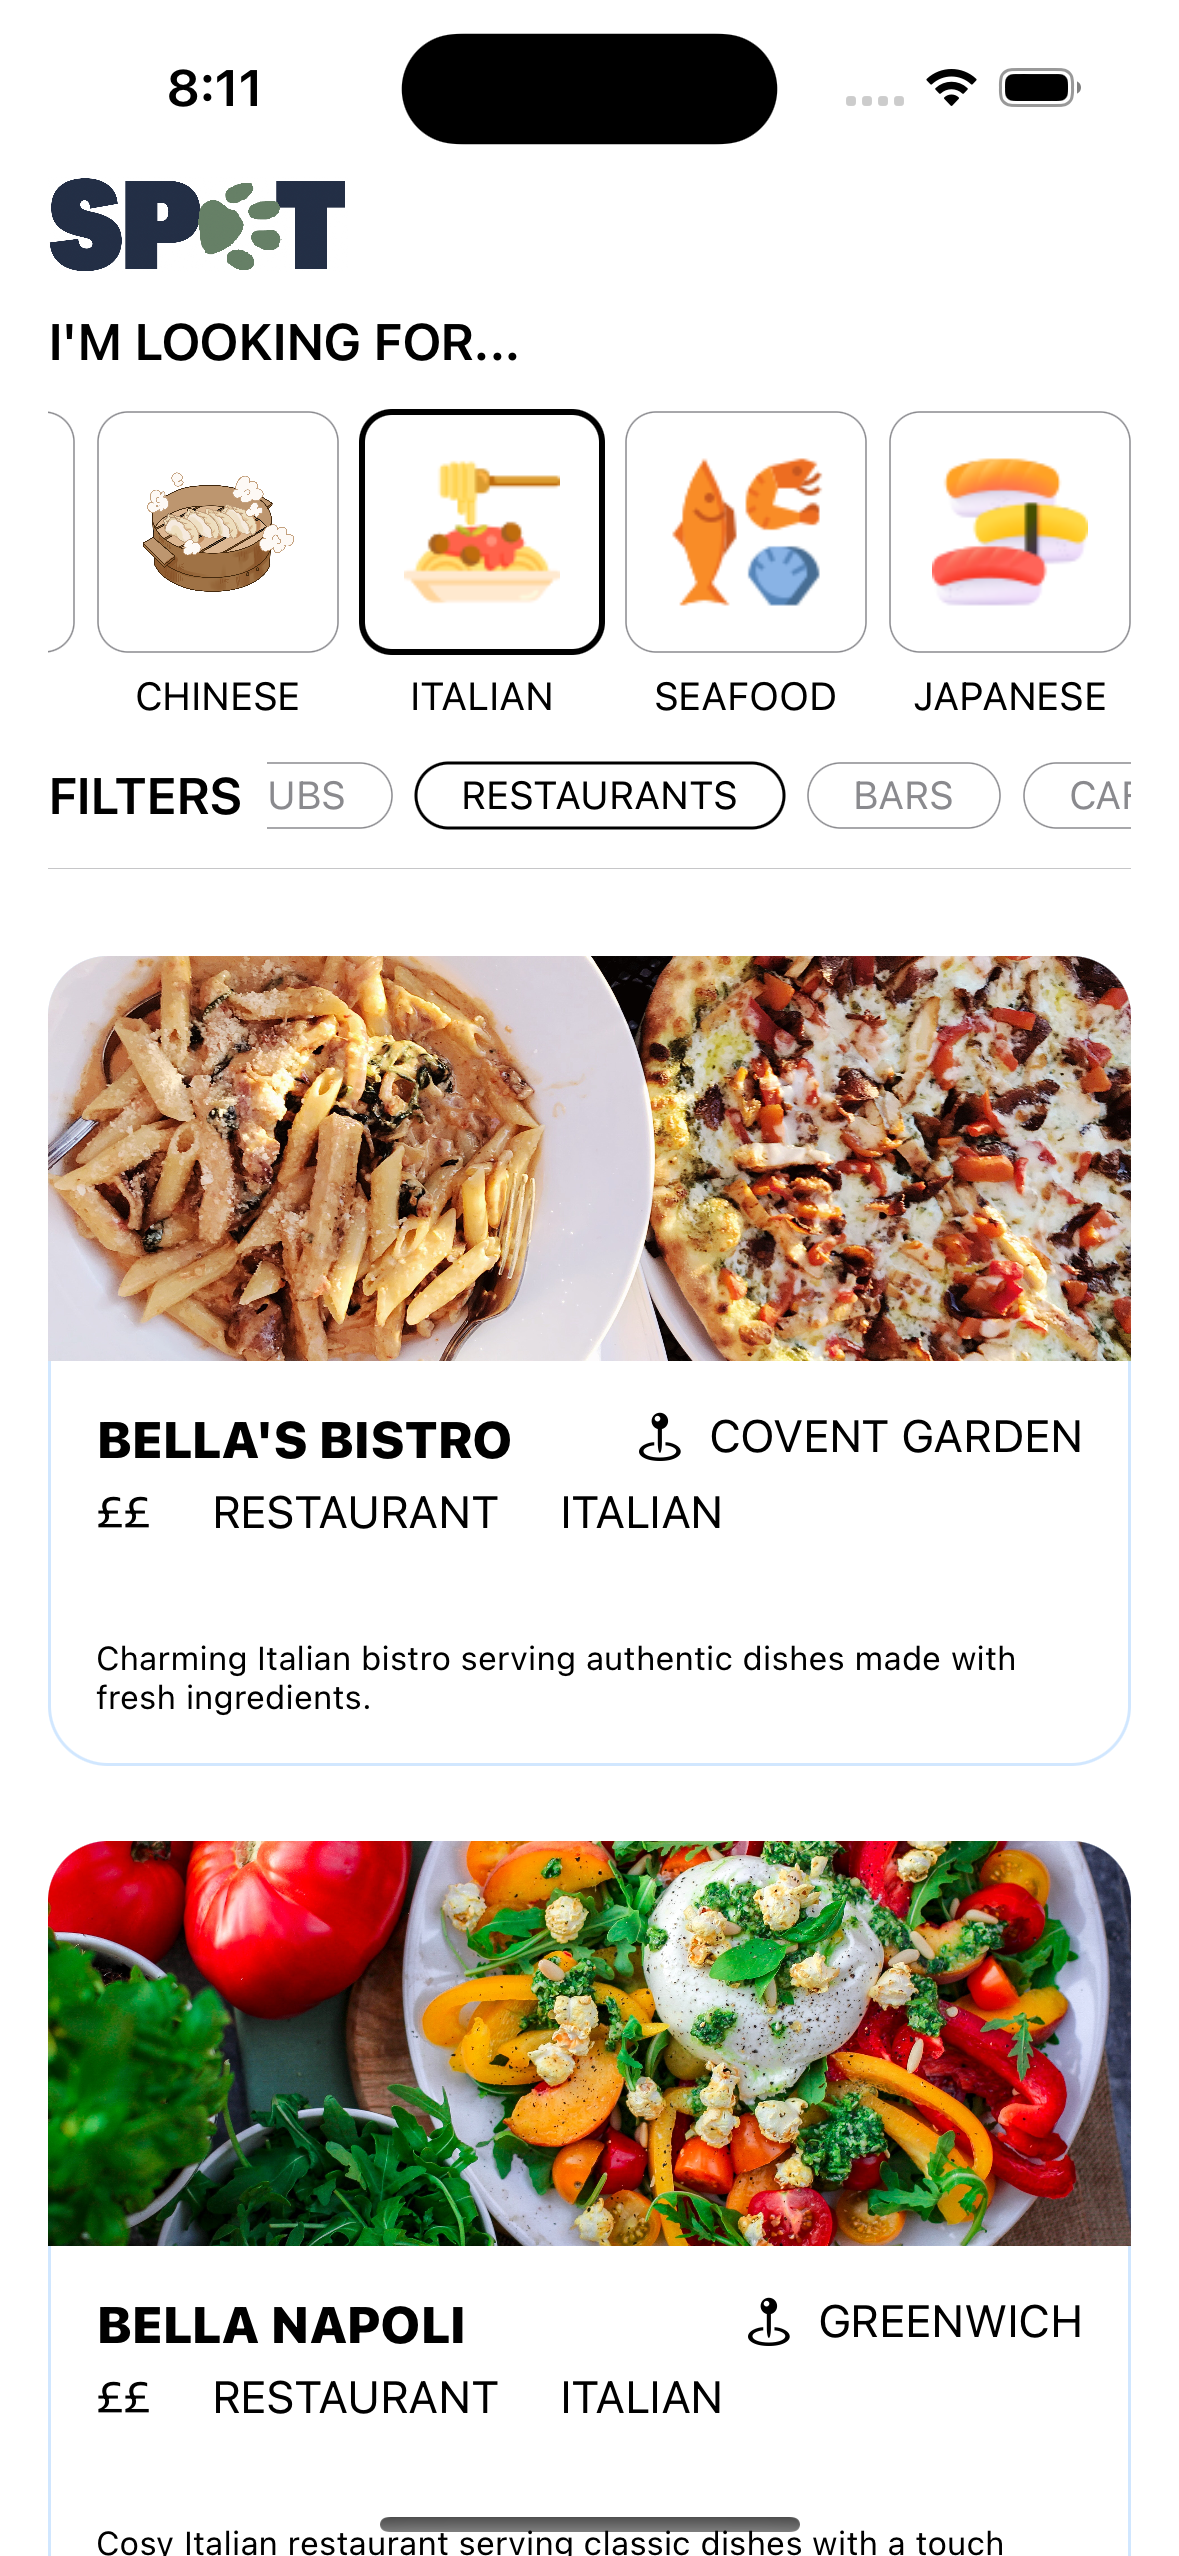 8:11
SPOT
I'M LOOKING FOR...
CHINESE
ITALIAN
SEAFOOD
JAPANESE
FILTERS
UBS
RESTAURANTS
BARS
CAF
BELLA'S BISTRO
COVENT GARDEN
££
RESTAURANT
ITALIAN
Charming Italian bistro serving authentic dishes made with
fresh ingredients.
BELLA NAPOLI
GREENWICH
££
RESTAURANT
ITALIAN
Cosy Italian restaurant serving classic dishes with a touch